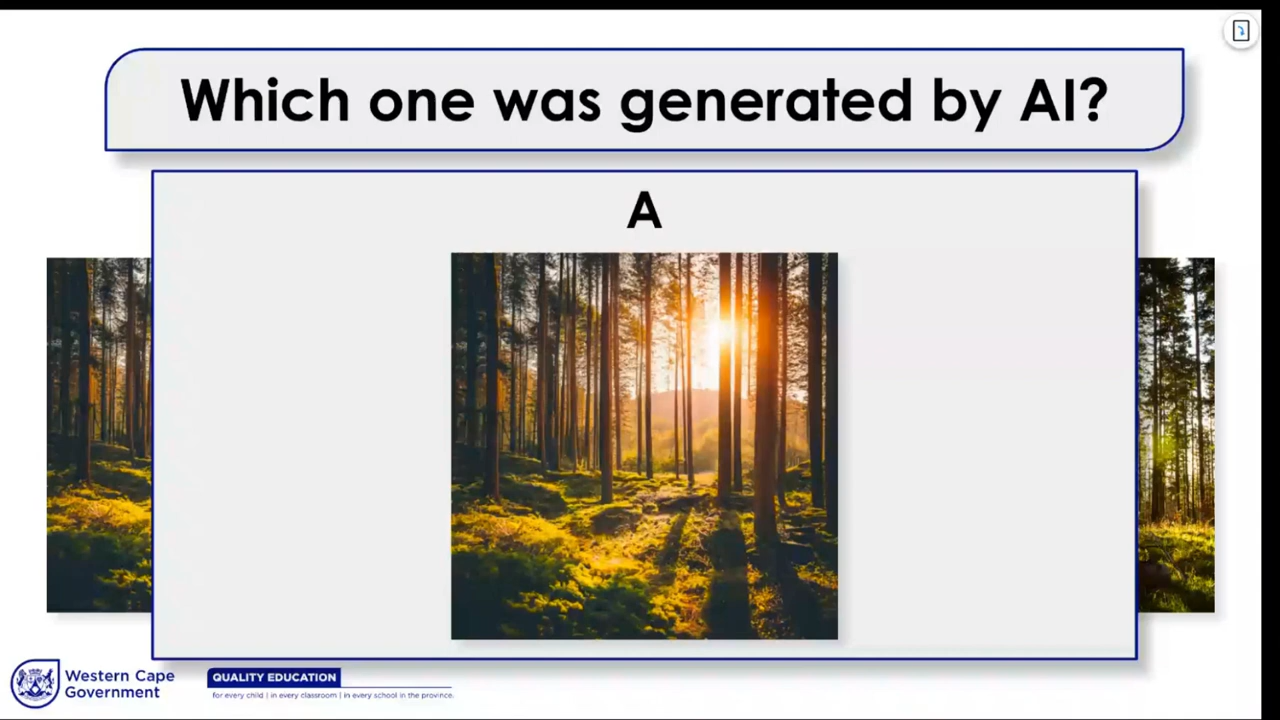 Which one was generated by AI?
A
Western Cape
Government
QUALITY EDUCATION
for every child | in every classroom | in every school in the province.